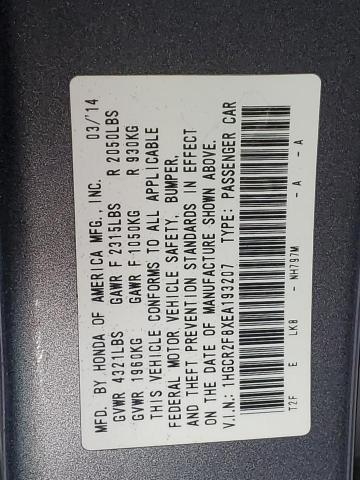 MFD. BY HONDA OF AMERICA MFG., INC. 03/'14
GVWR 4321LBS GAWR F 2315LBS R 2050LBS
GVWR 1960KG GAWR F 1050KG R 930KG
THIS VEHICLE CONFORMS TO ALL APPLICABLE
FEDERAL MOTOR VEHICLE SAFETY, BUMPER,
AND THEFT PREVENTION STANDARDS IN EFFECT
ON THE DATE OF MANUFACTURE SHOWN ABOVE.
V.I.N.: 1HGCR2F8XEA193207 TYPE: PASSENGER CAR
T2F E LKB - NH797M - A - A